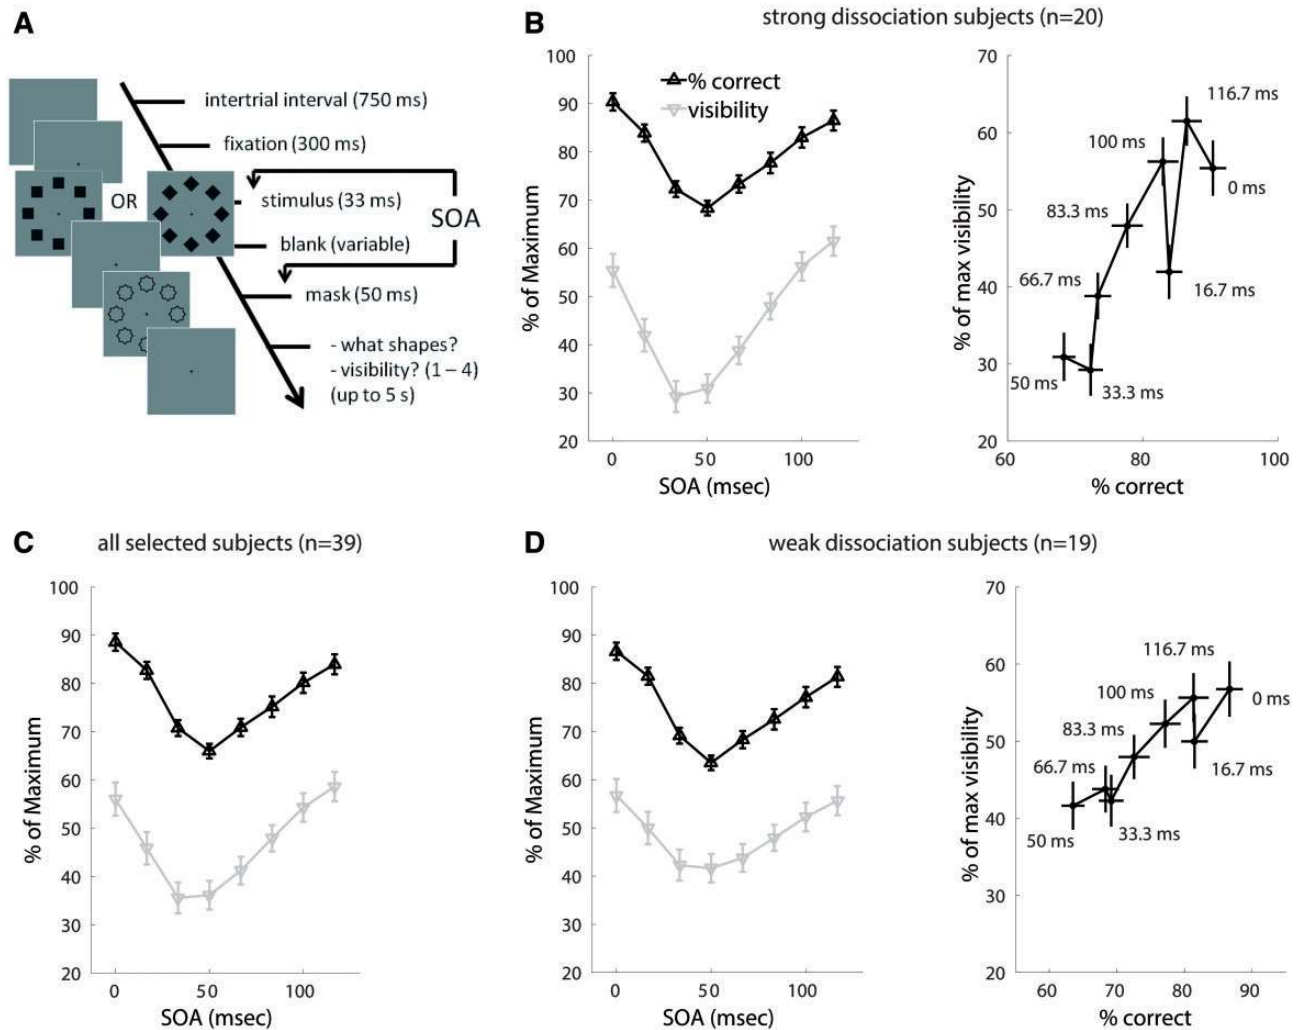 A
intertrial interval (750 ms)
fixation (300 ms)
OR
stimulus (33 ms)
SOA
blank (variable)
mask (50 ms)
- what shapes?
- visibility? (1 – 4)
(up to 5 s)
B
strong dissociation subjects (n=20)
100
90
80
70
60
50
40
30
20
% of Maximum
% correct
visibility
0
50
100
SOA (msec)
70
60
50
40
30
20
% of max visibility
116.7 ms
100 ms
0 ms
83.3 ms
66.7 ms
16.7 ms
50 ms
33.3 ms
60
80
100
% correct
C
all selected subjects (n=39)
100
90
80
70
60
50
40
30
20
% of Maximum
0
50
100
SOA (msec)
D
weak dissociation subjects (n=19)
100
90
80
70
60
50
40
30
20
% of Maximum
0
50
100
SOA (msec)
70
60
50
40
30
20
% of max visibility
116.7 ms
100 ms
0 ms
83.3 ms
66.7 ms
16.7 ms
50 ms
33.3 ms
60
70
80
90
% correct